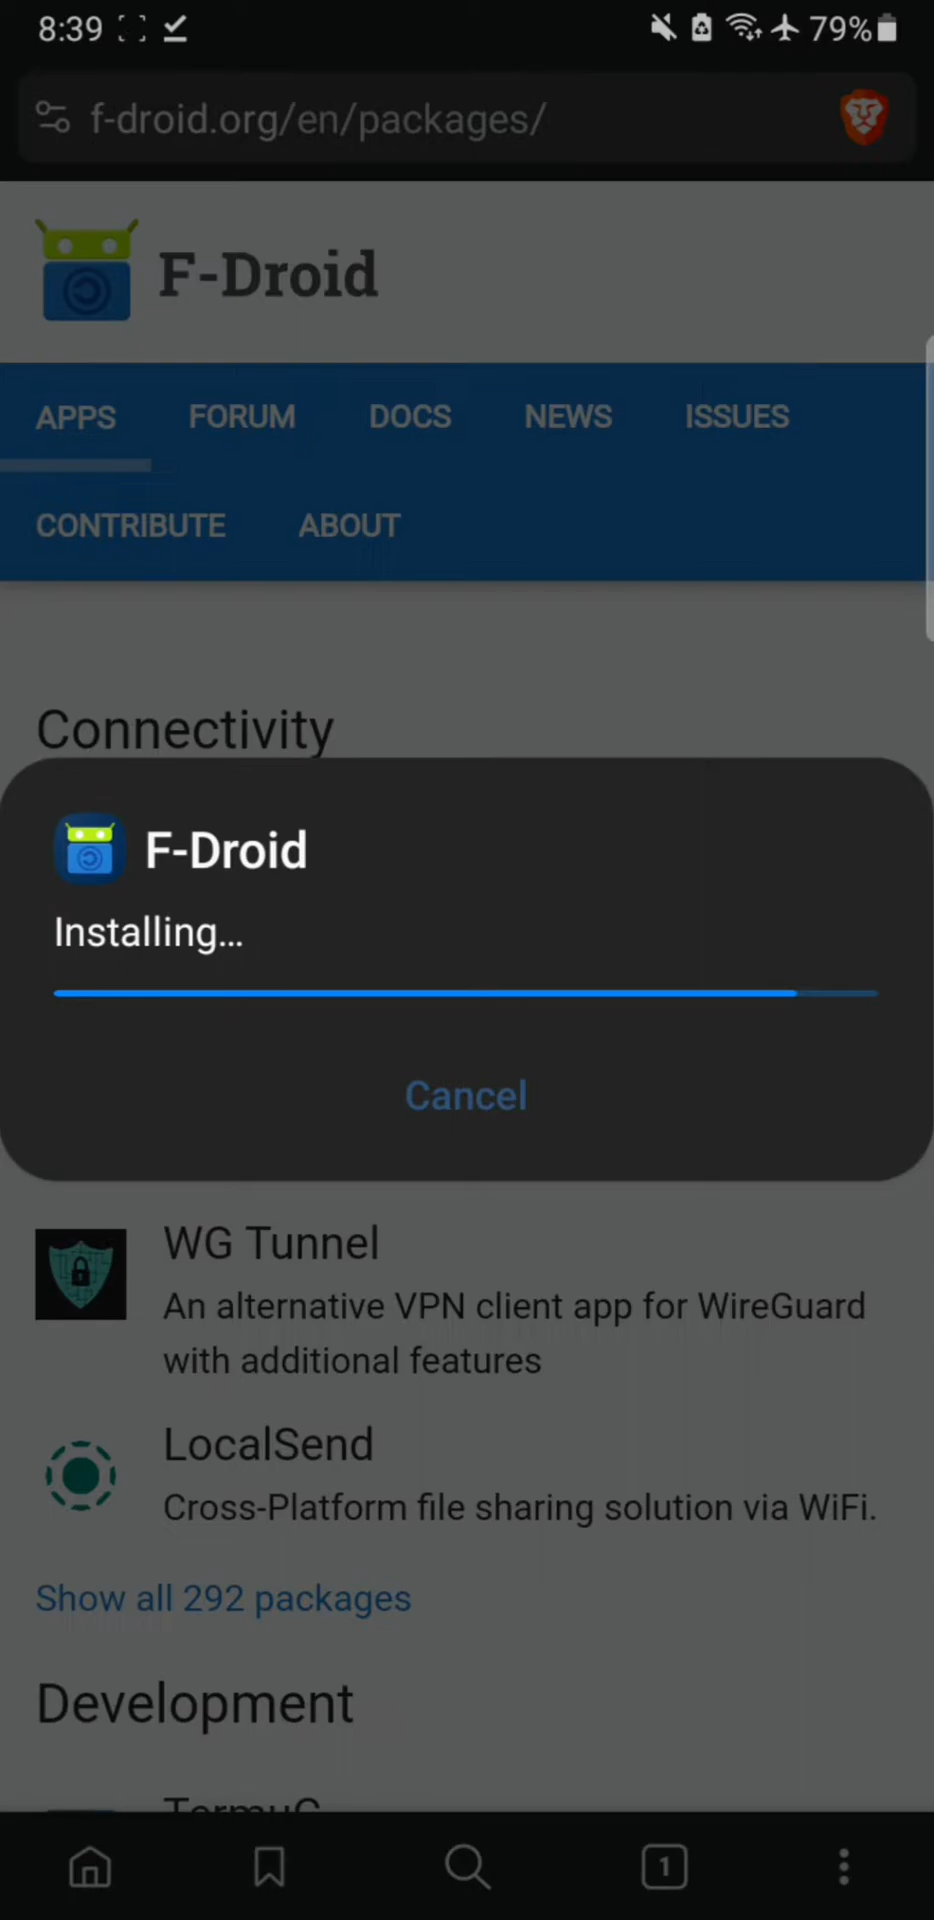 8:39
79%
f-droid.org/en/packages/
F-Droid
APPS FORUM DOCS NEWS ISSUES
CONTRIBUTE ABOUT
Connectivity
F-Droid
Installing...
Cancel
WG Tunnel
An alternative VPN client app for WireGuard
with additional features
LocalSend
Cross-Platform file sharing solution via WiFi.
Show all 292 packages
Development
1